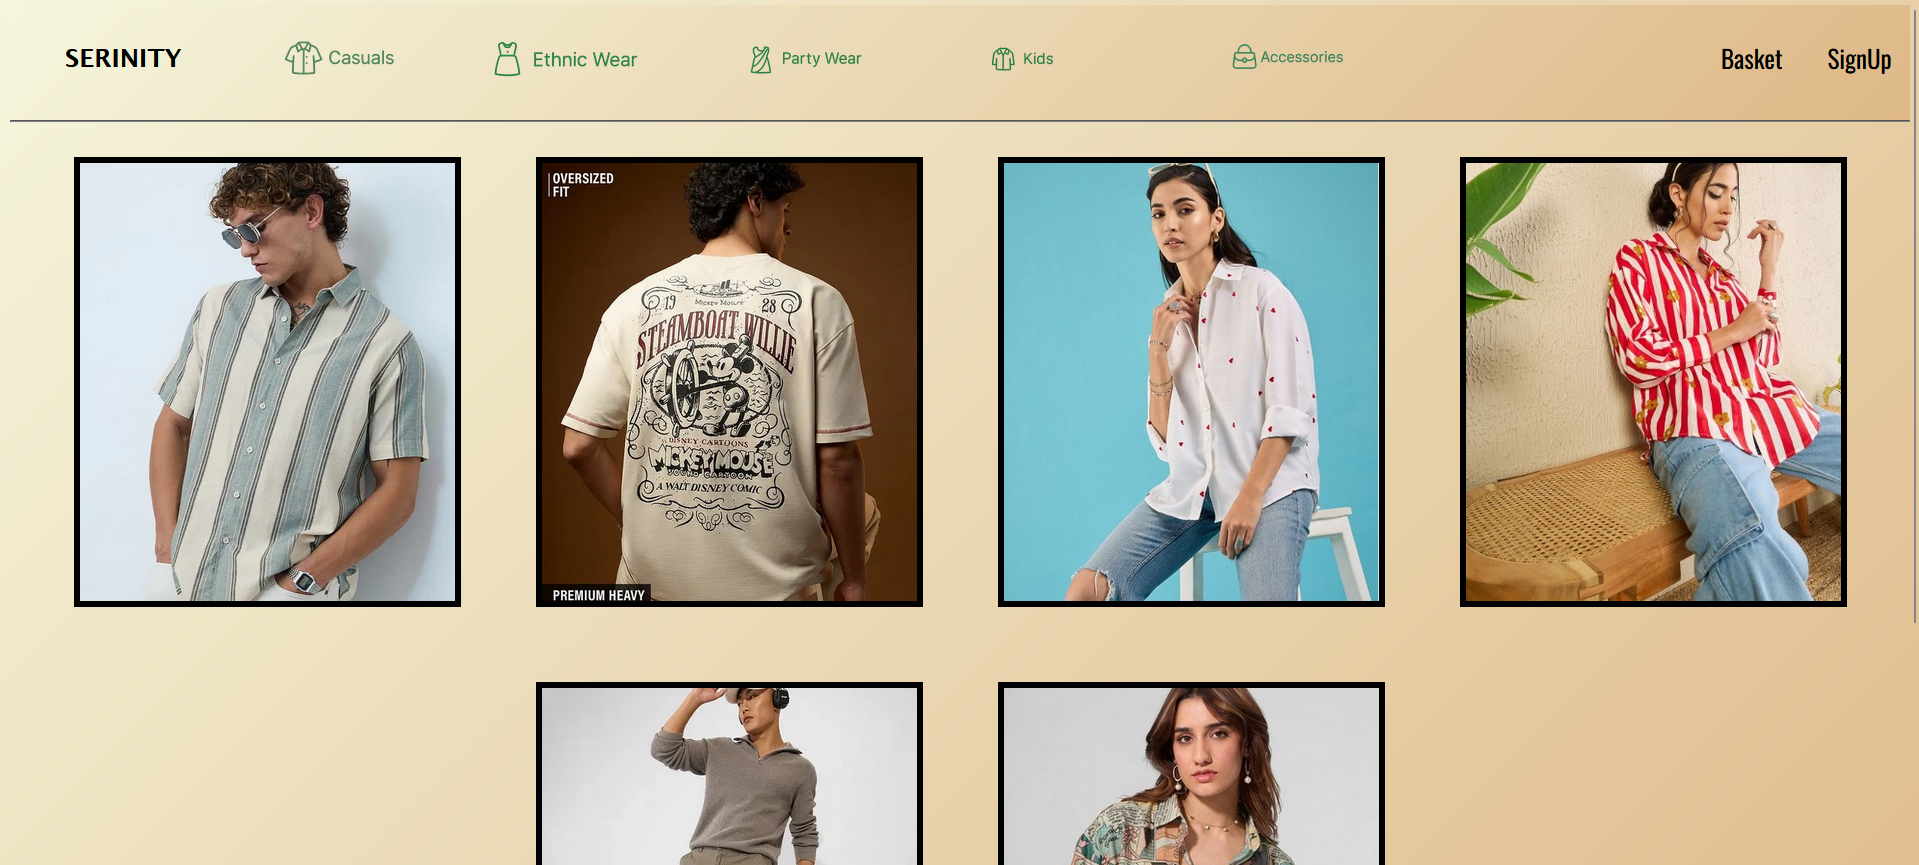 SERINITY
Casuals
Ethnic Wear
Party Wear
Kids
Accessories
Basket
SignUp
OVERSIZED
FIT
19 28
MICKEY MOUSE
STEAMBOAT WILLIE
DISNEY CARTOONS
MICKEY MOUSE
SOUND CARTOON
A WALT DISNEY COMIC
PREMIUM HEAVY